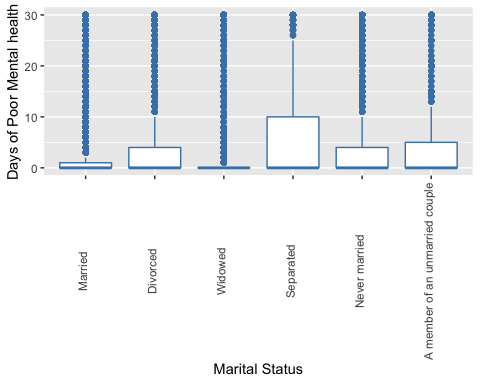 Days of Poor Mental health
30
20
10
0
Married
Divorced
Widowed
Separated
Never married
A member of an unmarried couple
Marital Status